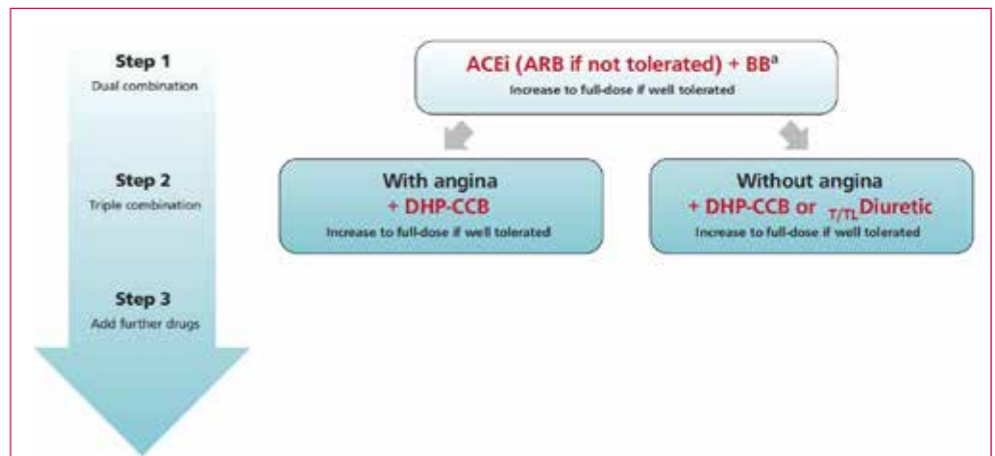 Step 1
Dual combination
ACEi (ARB if not tolerated) + BBª
Increase to full-dose if well tolerated
Step 2
Triple combination
With angina
+ DHP-CCB
Increase to full-dose if well tolerated
Without angina
+ DHP-CCB or T/TLDiuretic
Increase to full-dose if well tolerated
Step 3
Add further drugs